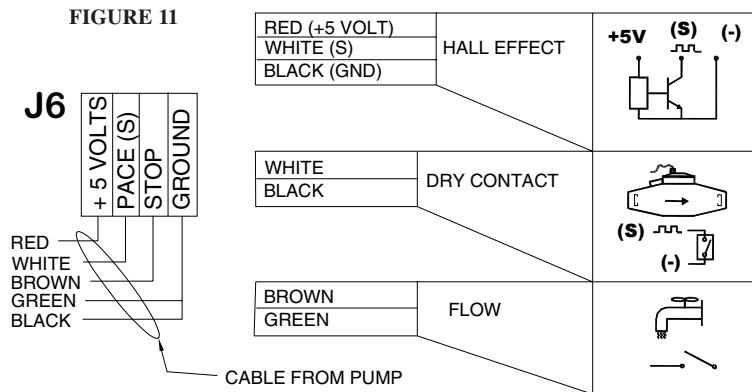 FIGURE 11
J6
+ 5 VOLTS
PACE (S)
STOP
GROUND
RED
WHITE
BROWN
GREEN
BLACK
CABLE FROM PUMP
RED (+5 VOLT)
WHITE (S)
BLACK (GND)
HALL EFFECT
+5V (S) (-)
WHITE
BLACK
DRY CONTACT
(S)
(-)
BROWN
GREEN
FLOW